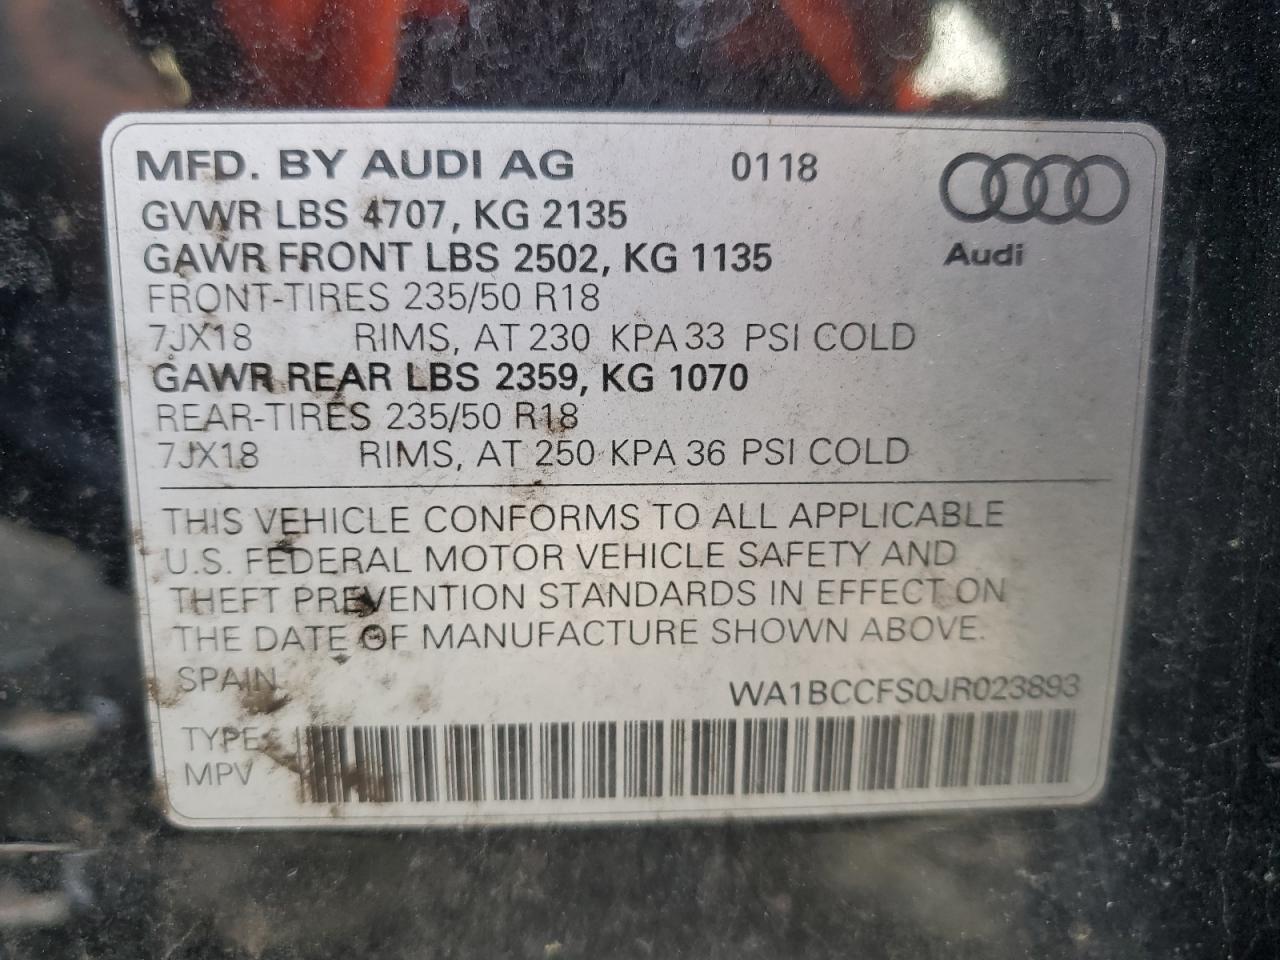 MFD. BY AUDI AG 0118
GVWR LBS 4707, KG 2135
GAWR FRONT LBS 2502, KG 1135
Audi
FRONT-TIRES 235/50 R18
7JX18 RIMS, AT 230 KPA 33 PSI COLD
GAWR REAR LBS 2359, KG 1070
REAR-TIRES 235/50 R18
7JX18 RIMS, AT 250 KPA 36 PSI COLD
THIS VEHICLE CONFORMS TO ALL APPLICABLE
U.S. FEDERAL MOTOR VEHICLE SAFETY AND
THEFT PREVENTION STANDARDS IN EFFECT ON
THE DATE OF MANUFACTURE SHOWN ABOVE.
SPAIN
WA1BCCFS0JR023893
TYPE:
MPV